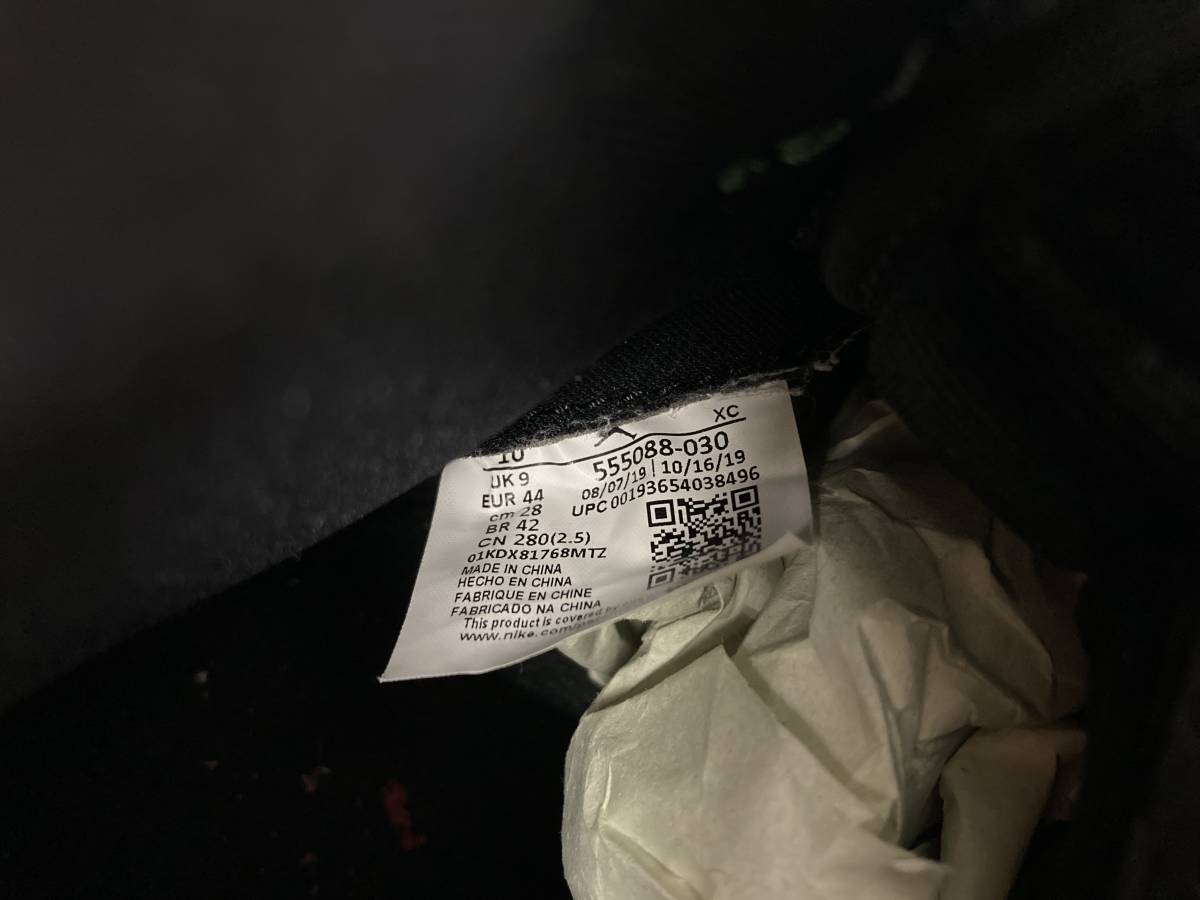 10
XC
UK 9
555088-030
EUR 44
08/07/19 | 10/16/19
cm 28
UPC 00193654038496
BR 42
CN 280(2.5)
01KDX81768MTZ
MADE IN CHINA
HECHO EN CHINA
FABRIQUE EN CHINE
FABRICADO NA CHINA
This product is covered by
www.nike.com/